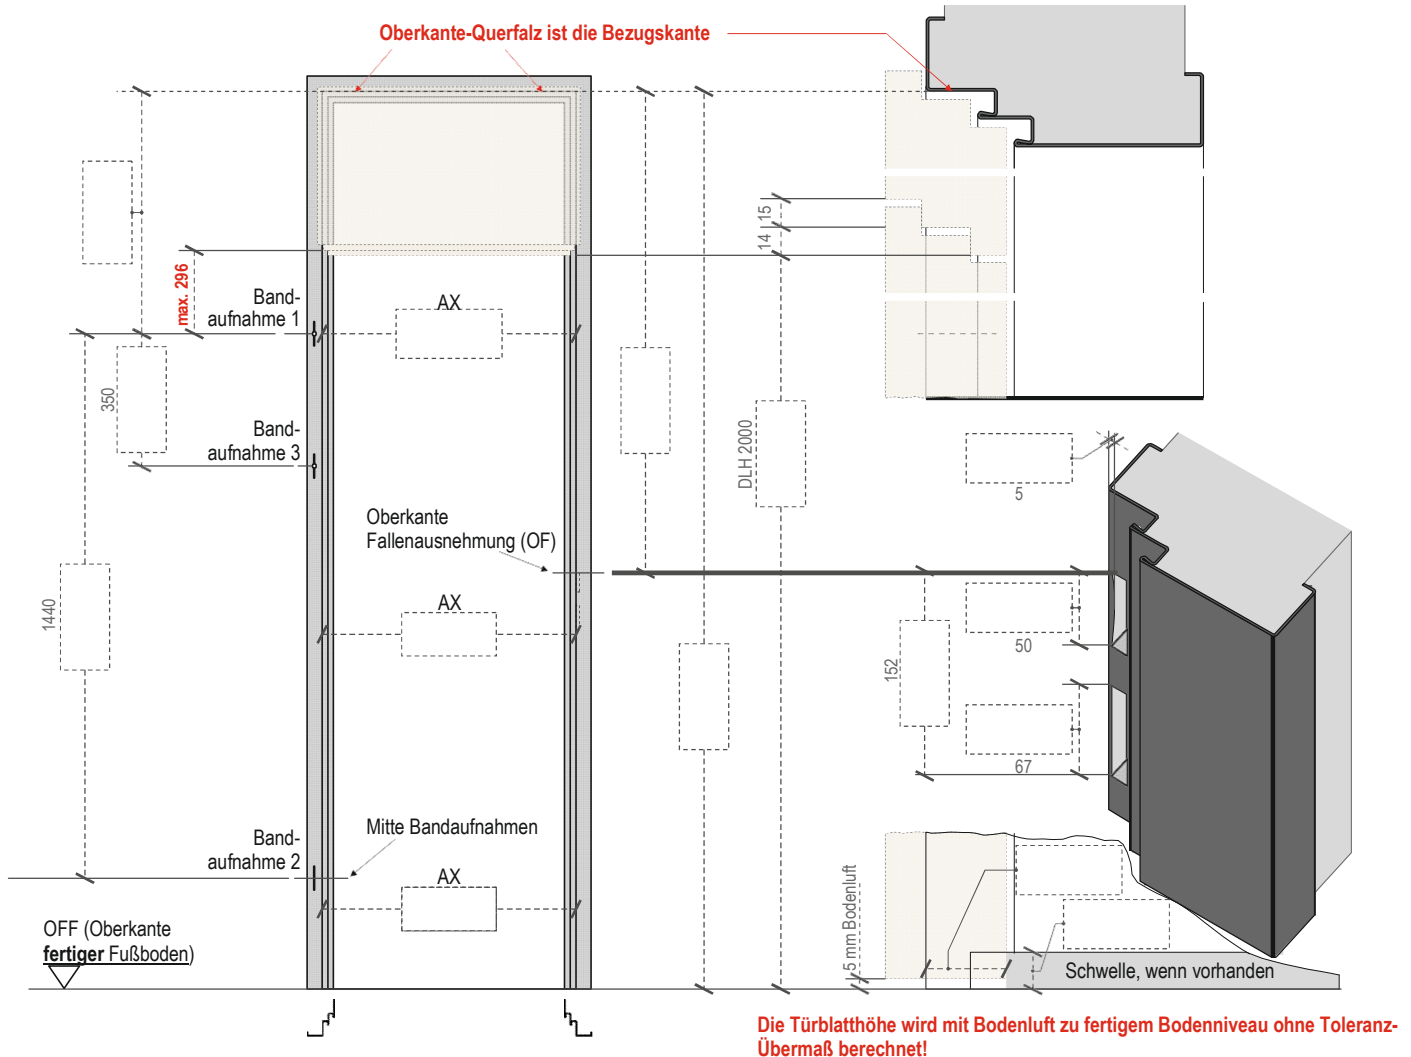 Oberkante-Querfalz ist die Bezugskante
15
14
max. 296
Band-
aufnahme 1
AX
350
Band-
aufnahme 3
DLH 2000
5
Oberkante
Fallenausnehmung (OF)
1440
AX
50
152
67
Band-
aufnahme 2
Mitte Bandaufnahmen
AX
5 mm Bodenluft
OFF (Oberkante
fertiger Fußboden)
Schwelle, wenn vorhanden
Die Türblatthöhe wird mit Bodenluft zu fertigem Bodenniveau ohne Toleranz-
Übermaß berechnet!